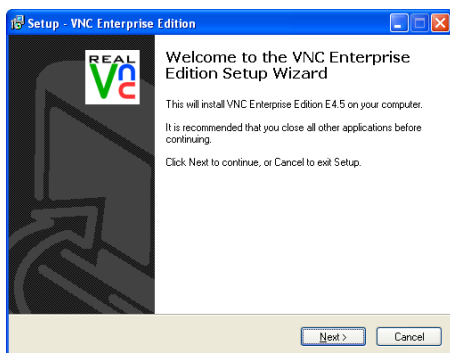 Setup - VNC Enterprise Edition
REAL
VNC
Welcome to the VNC Enterprise
Edition Setup Wizard
This will install VNC Enterprise Edition E4.5 on your computer.
It is recommended that you close all other applications before
continuing.
Click Next to continue, or Cancel to exit Setup.
Next >
Cancel